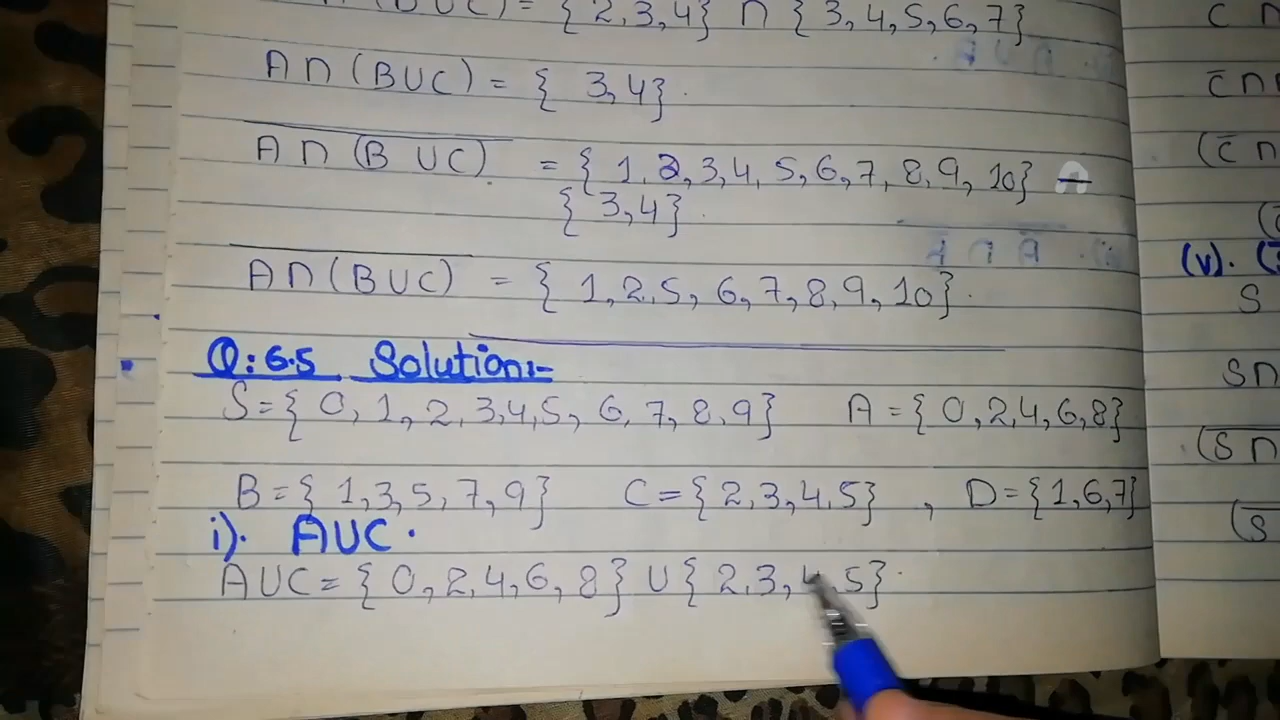 (BUC) = {2,3,4} ∩ {3,4,5,6,7}
A∩(BUC) = { 3,4}.
A̅ ̅∩̅ ̅(̅B̅ ̅U̅C̅)̅ = { 1,2,3,4,5,6,7,8,9,10} -
{ 3,4}.
A̅∩̅(̅B̅U̅C̅)̅ = { 1,2,5,6,7,8,9,10}.
Q:6.5 Solution:-
S={ 0,1,2,3,4,5,6,7,8,9} A={0,2,4,6,8}
B={ 1,3,5,7,9} C={2,3,4,5} , D={1,6,7}
i). AUC.
AUC={ 0,2,4,6,8} U{ 2,3,4,5}.
C
C̅∩
(C̅∩
(v).
S
S∩
(S∩
(S